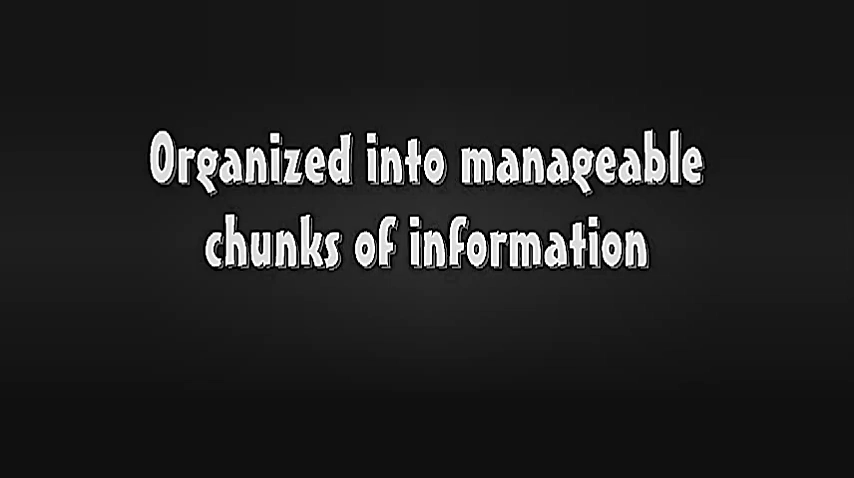 Organized into manageable
chunks of information